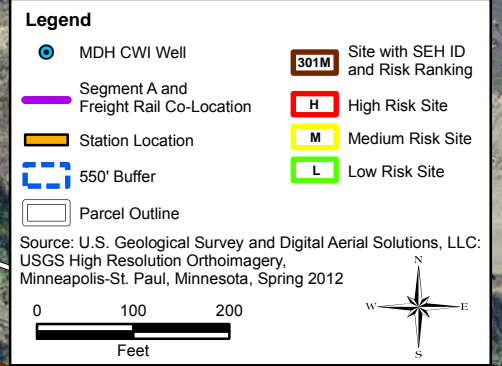 Legend
MDH CWI Well
Segment A and
Freight Rail Co-Location
Station Location
550' Buffer
Parcel Outline
301M
Site with SEH ID
and Risk Ranking
H
High Risk Site
M
Medium Risk Site
L
Low Risk Site
Source: U.S. Geological Survey and Digital Aerial Solutions, LLC:
USGS High Resolution Orthoimagery,
Minneapolis-St. Paul, Minnesota, Spring 2012
0 100 200
Feet
N
W E
S